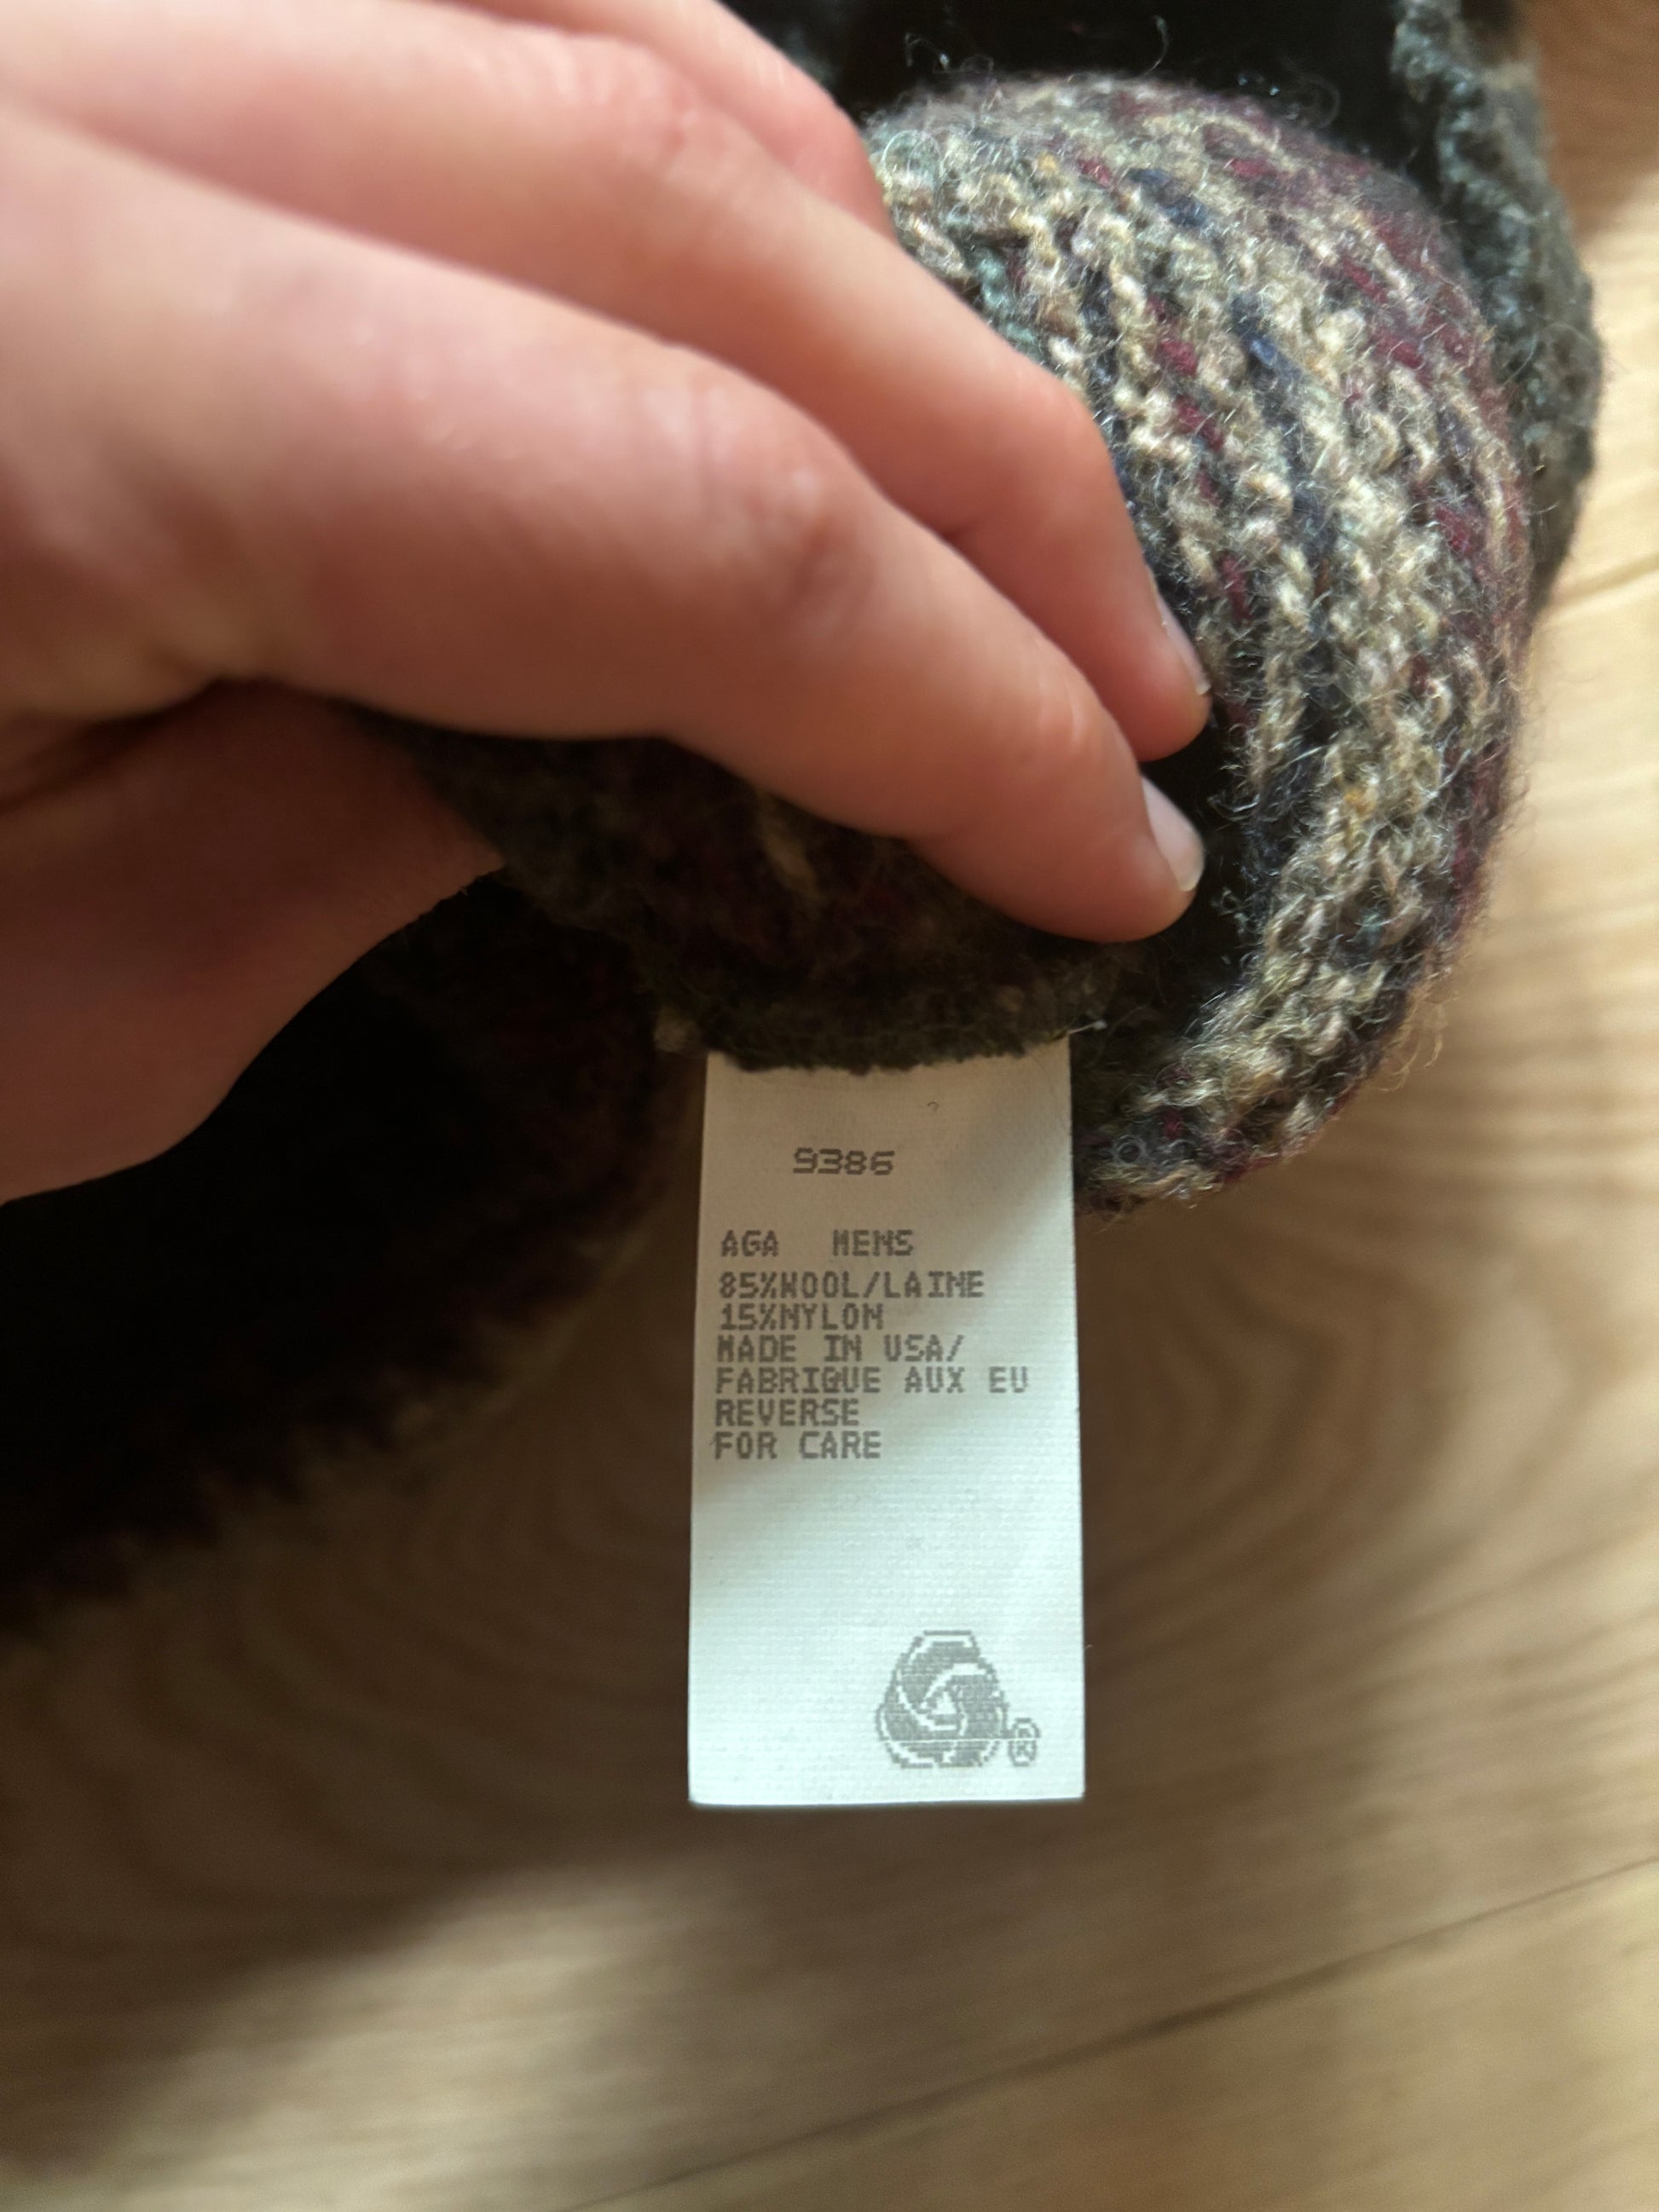 9386
AGA MENS
85%WOOL/LAINE
15%NYLON
MADE IN USA/
FABRIQUE AUX EU
REVERSE
FOR CARE
®